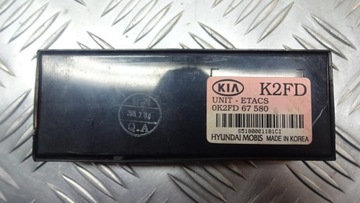 KIA K2FD
UNIT - ETACS
0K2FD 67 580
HYUNDAI MOBIS MADE IN KOREA
Q.A